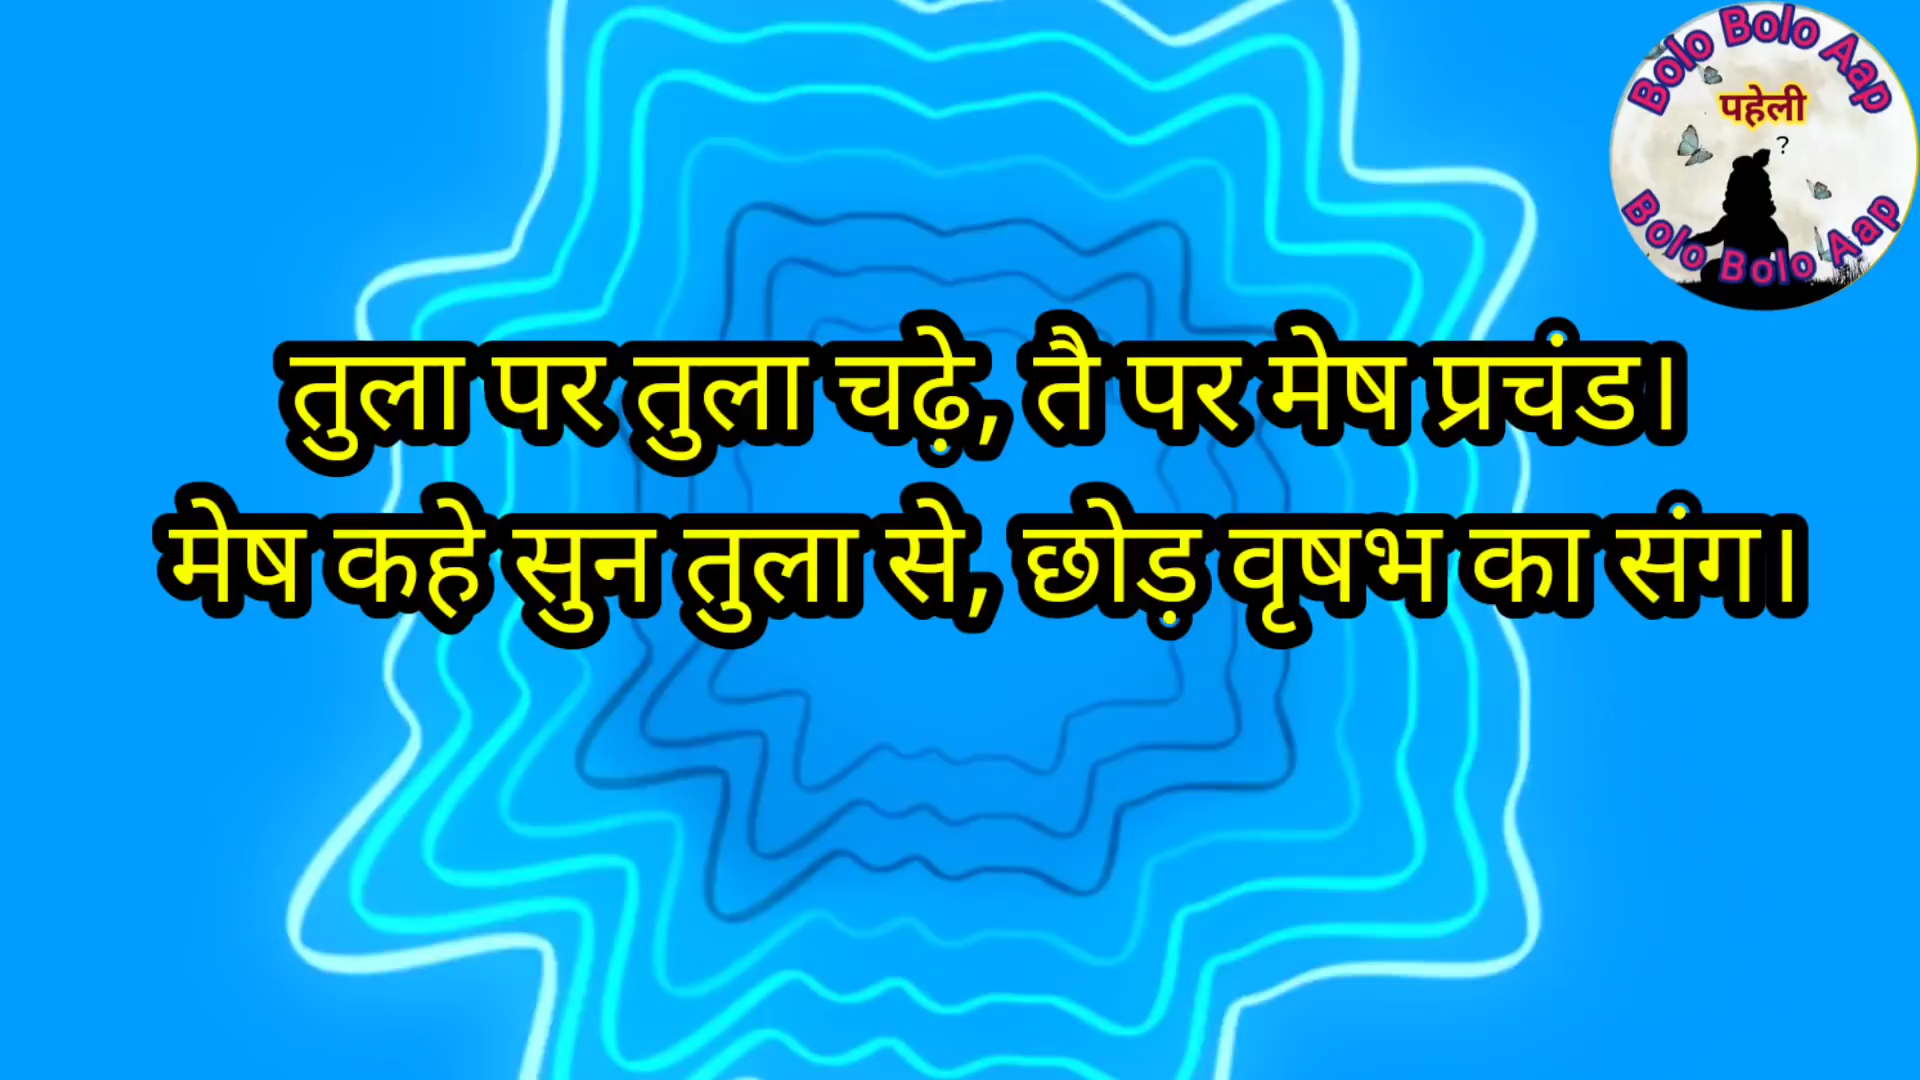 Bolo Bolo Aap
पहेली
?
Bolo Bolo Aap
तुला पर तुला चढ़े, तै पर मेष प्रचंड।
मेष कहे सुन तुला से, छोड़ वृषभ का संग।